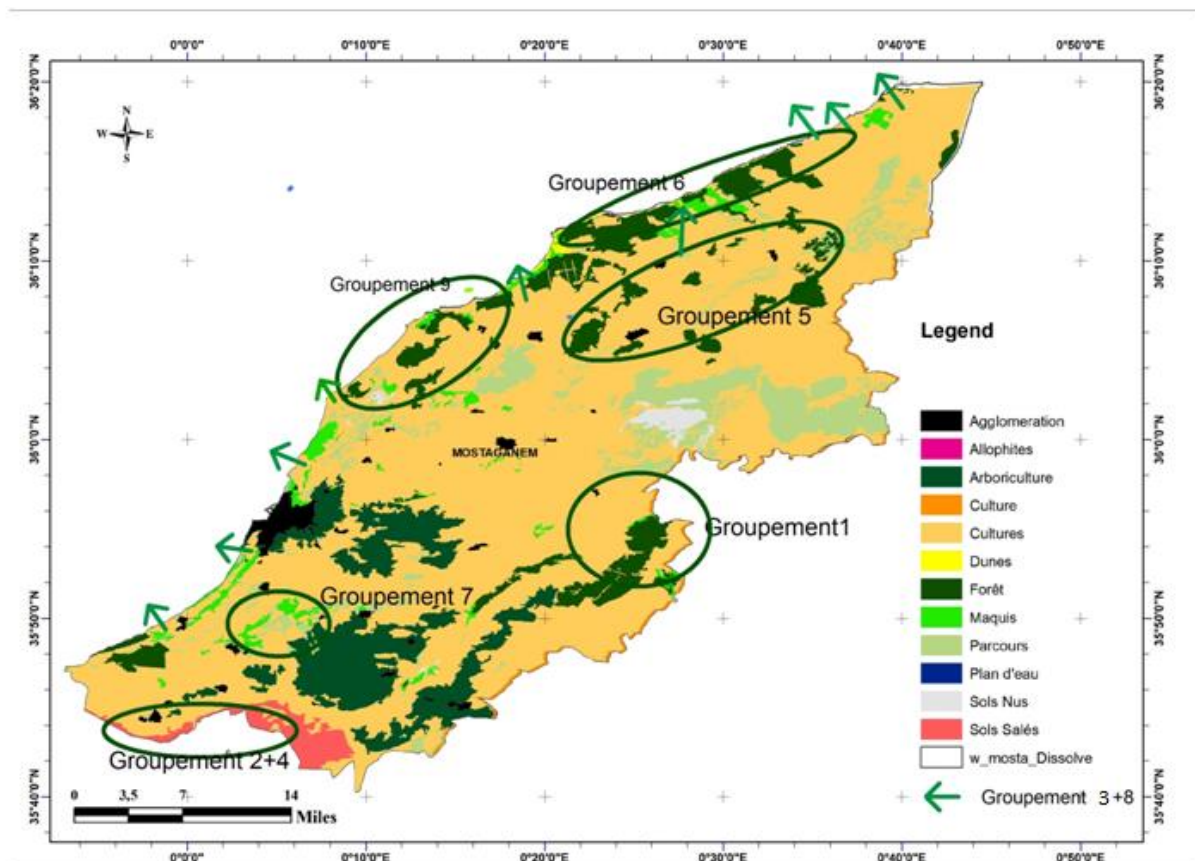 0°0'0"E 0°10'0"E 0°20'0"E 0°30'0"E 0°40'0"E 0°50'0"E
36°20'0"N
36°10'0"N
36°0'0"N
35°50'0"N
35°40'0"N
N
W E
S
Groupement 6
Groupement 9
Groupement 5
MOSTAGANEM
Groupement1
Groupement 7
Groupement 2+4
0 3,5 7 14
Miles
Legend
Agglomeration
Allophites
Arboriculture
Culture
Cultures
Dunes
Forêt
Maquis
Parcours
Plan d'eau
Sols Nus
Sols Salés
w_mosta_Dissolve
Groupement 3+8
36°20'0"N
36°10'0"N
36°0'0"N
35°50'0"N
35°40'0"N
0°0'0"E 0°10'0"E 0°20'0"E 0°30'0"E 0°40'0"E 0°50'0"E